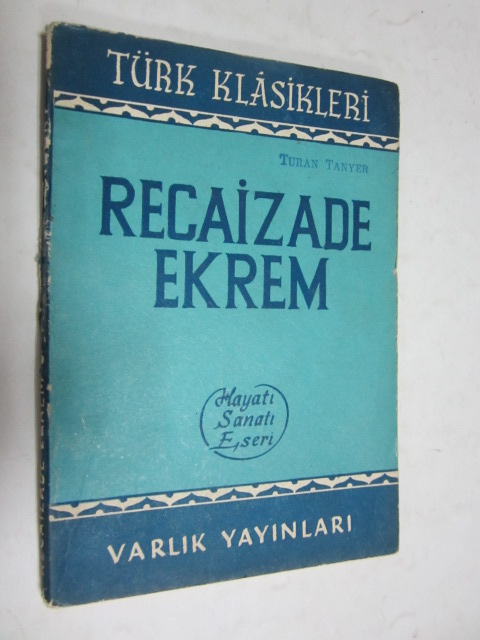 TÜRK KLÂSİKLERİ
TURAN TANYER
RECAİZADE
EKREM
Hayatı
Sanatı
Eseri
VARLIK YAYINLARI